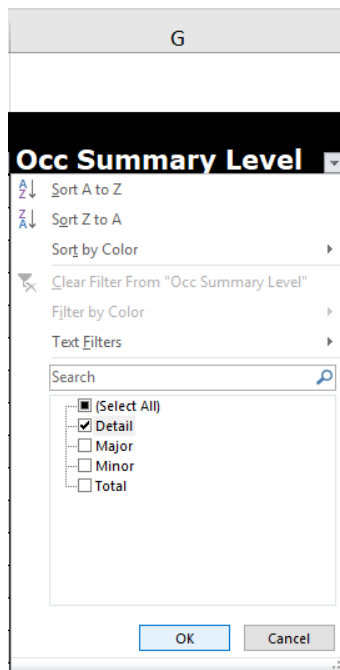 G
Occ Summary Level
Sort A to Z
Sort Z to A
Sort by Color
Clear Filter From "Occ Summary Level"
Filter by Color
Text Filters
Search
(Select All)
Detail
Major
Minor
Total
OK Cancel